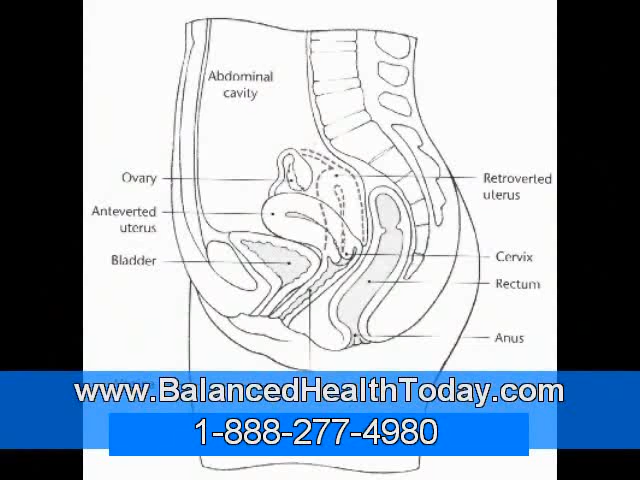 Abdominal
cavity
Ovary
Retroverted
uterus
Anteverted
uterus
Bladder
Cervix
Rectum
Anus
www.BalancedHealthToday.com
1-888-277-4980